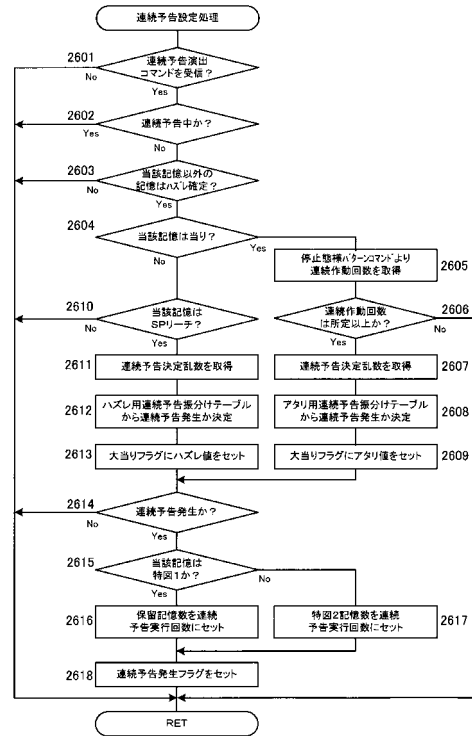 連続予告設定処理
2601
連続予告演出
コマンドを受信？
No
Yes
2602
連続予告中か？
Yes
No
2603
当該記憶以外の
記憶はハズレ確定？
No
Yes
2604
当該記憶は当り？
Yes
No
停止態様パターンコマンドより
連続作動回数を取得
2605
2610
当該記憶は
SPリーチ？
No
Yes
連続作動回数
は所定以上か？
2606
Yes
No
2611
連続予告決定乱数を取得
連続予告決定乱数を取得
2607
2612
ハズレ用連続予告振分けテーブル
から連続予告発生か決定
アタリ用連続予告振分けテーブル
から連続予告発生か決定
2608
2613
大当りフラグにハズレ値をセット
大当りフラグにアタリ値をセット
2609
2614
連続予告発生か？
No
Yes
2615
当該記憶は
特図1か？
No
Yes
2616
保留記憶数を連続
予告実行回数にセット
特図2記憶数を連続
予告実行回数にセット
2617
2618
連続予告発生フラグをセット
RET